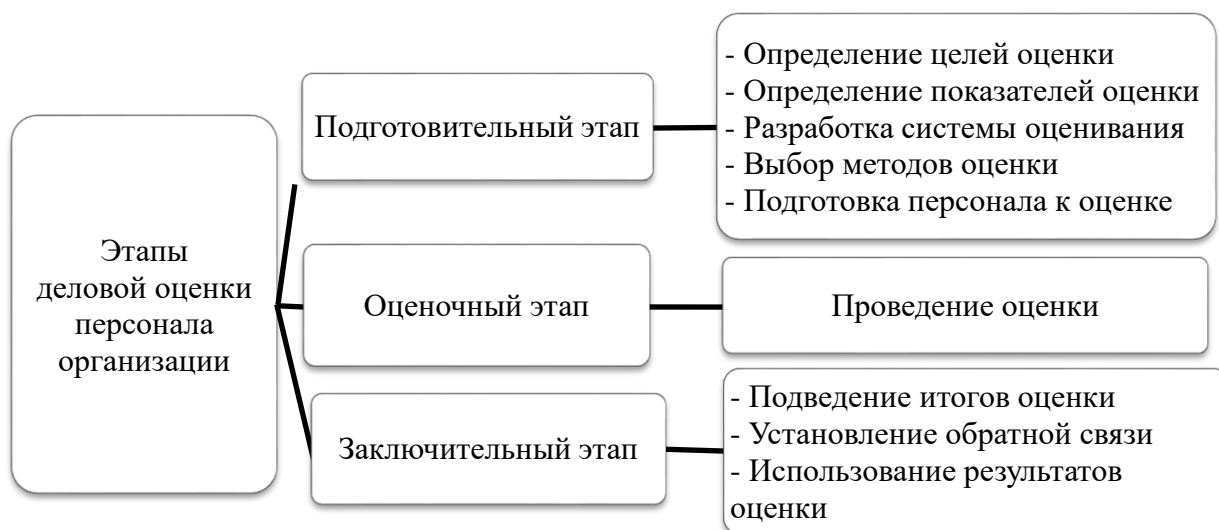 Этапы
деловой оценки
персонала
организации
Подготовительный этап
- Определение целей оценки
- Определение показателей оценки
- Разработка системы оценивания
- Выбор методов оценки
- Подготовка персонала к оценке
Оценочный этап
Проведение оценки
Заключительный этап
- Подведение итогов оценки
- Установление обратной связи
- Использование результатов
оценки